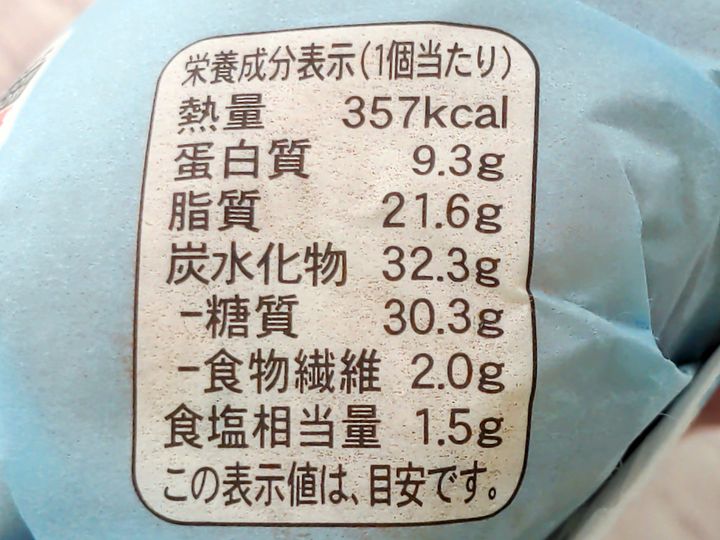 栄養成分表示(1個当たり)
熱量 357kcal
蛋白質 9.3g
脂質 21.6g
炭水化物 32.3g
-糖質 30.3g
-食物繊維 2.0g
食塩相当量 1.5g
この表示値は、目安です。